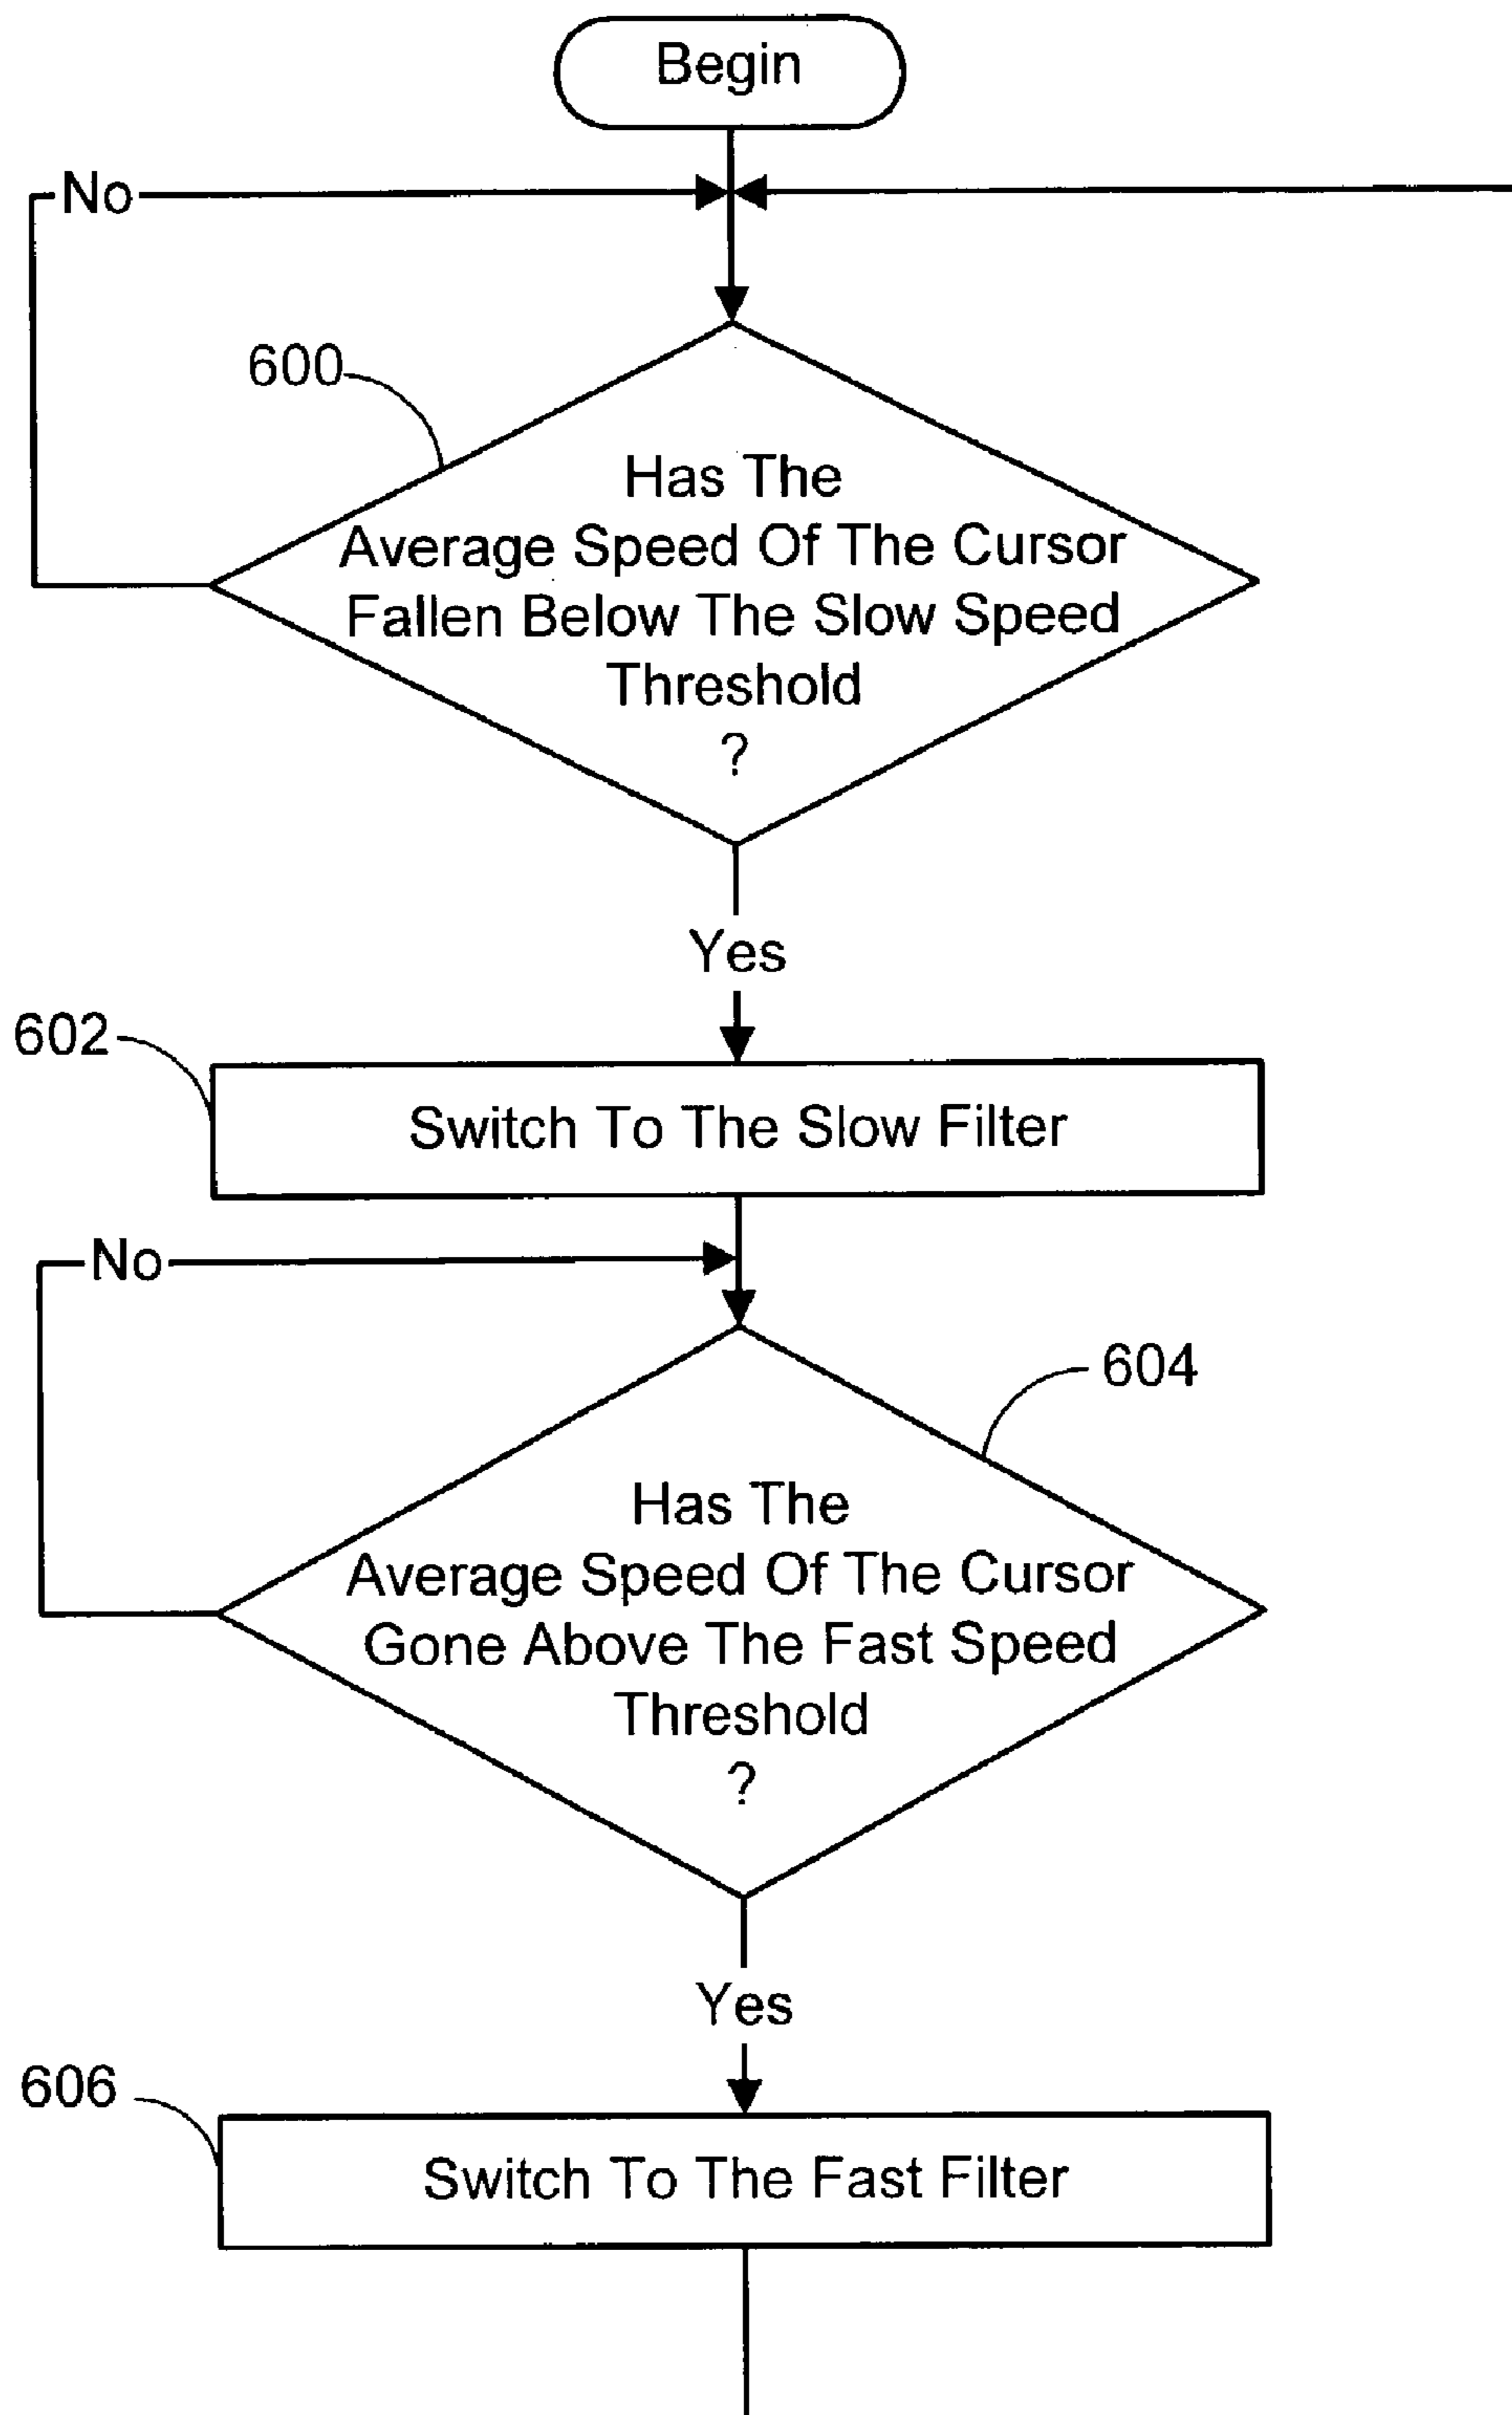 Begin
No
600
Has The
Average Speed Of The Cursor
Fallen Below The Slow Speed
Threshold
?
Yes
602
Switch To The Slow Filter
No
604
Has The
Average Speed Of The Cursor
Gone Above The Fast Speed
Threshold
?
Yes
606
Switch To The Fast Filter